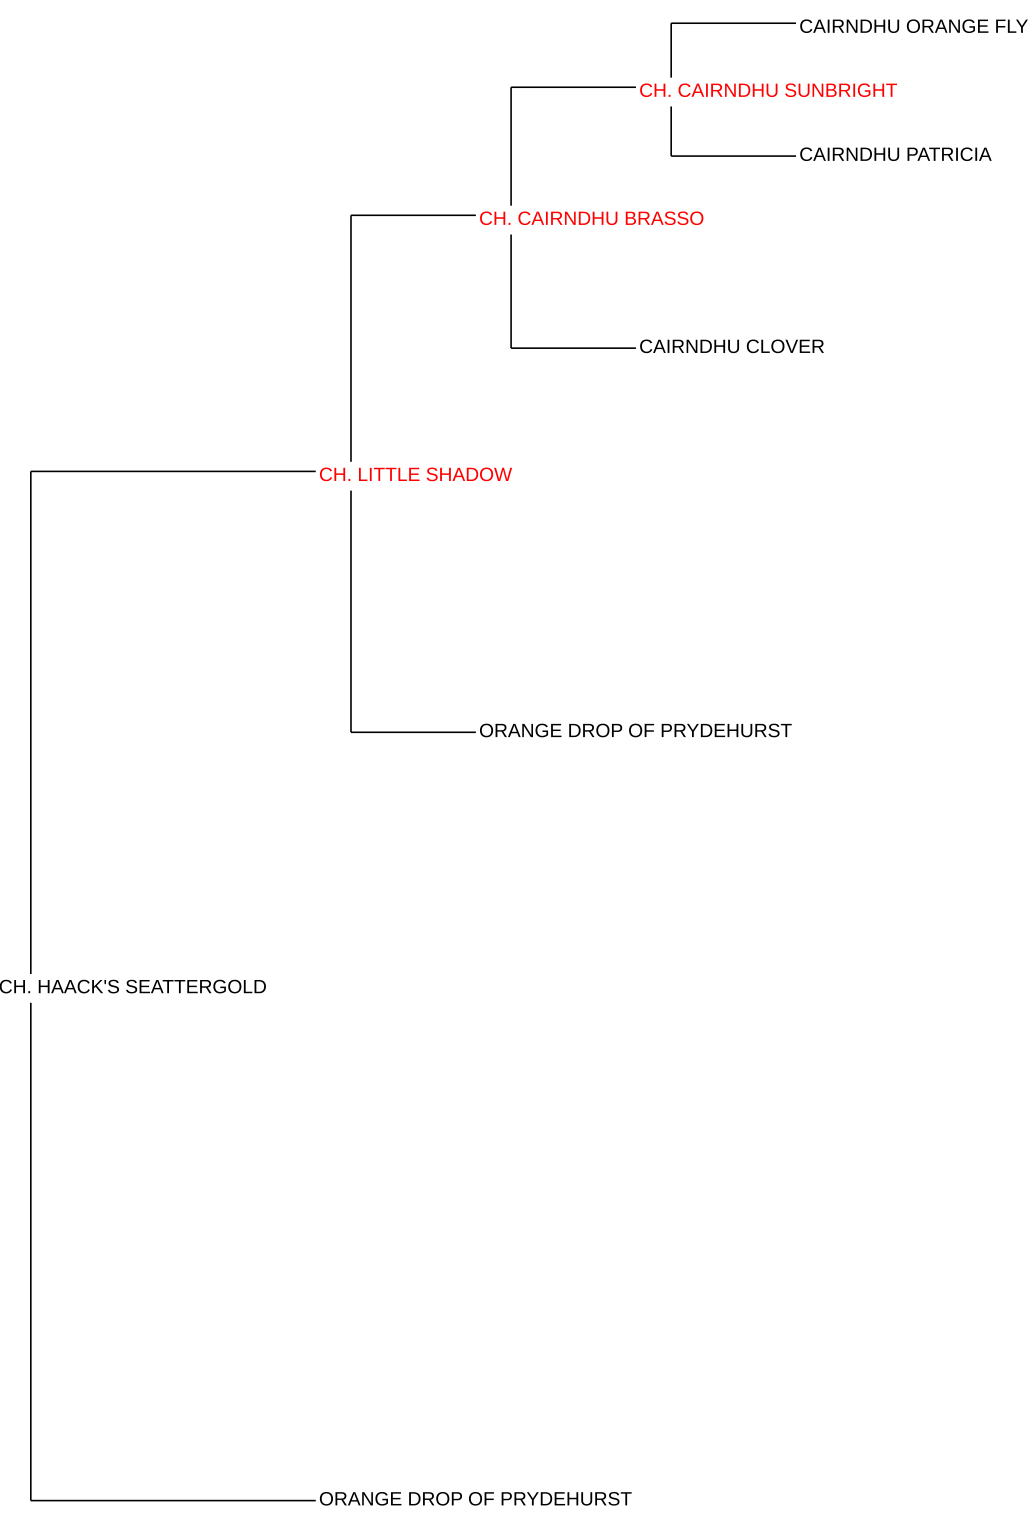 CAIRNDHU ORANGE FLY
CH. CAIRNDHU SUNBRIGHT
CAIRNDHU PATRICIA
CH. CAIRNDHU BRASSO
CAIRNDHU CLOVER
CH. LITTLE SHADOW
ORANGE DROP OF PRYDEHURST
CH. HAACK'S SEATTERGOLD
ORANGE DROP OF PRYDEHURST